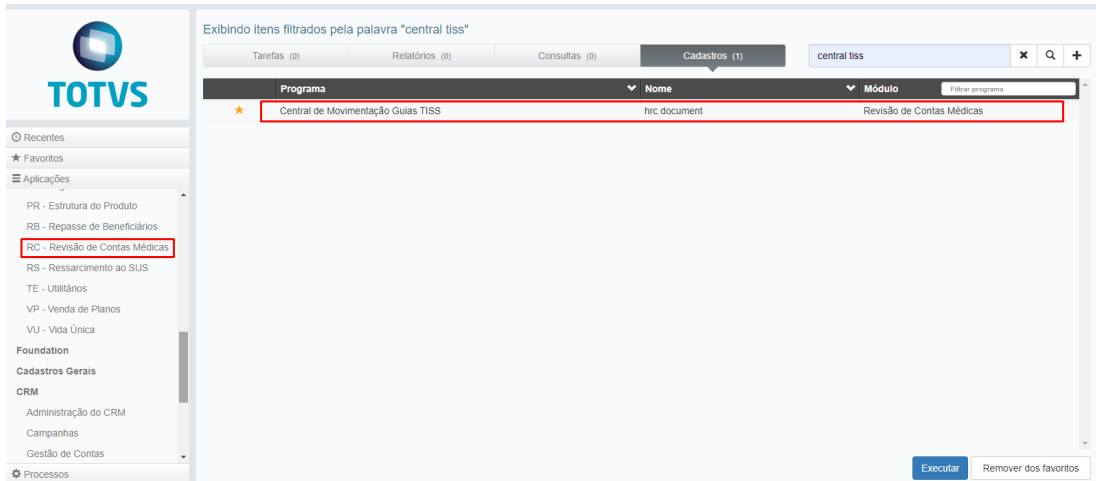 TOTVS
Recentes
Favoritos
Aplicações
PR - Estrutura do Produto
RB - Repasse de Beneficiários
RC - Revisão de Contas Médicas
RS - Ressarcimento ao SUS
TE - Utilitários
VP - Venda de Planos
VU - Vida Única
Foundation
Cadastros Gerais
CRM
Administração do CRM
Campanhas
Gestão de Contas
Processos
Exibindo itens filtrados pela palavra "central tiss"
Tarefas (0) Relatórios (0) Consultas (0) Cadastros (1) central tiss
Programa Nome Módulo Filtrar programa
Central de Movimentação Guias TISS hrc.document Revisão de Contas Médicas
Executar Remover dos favoritos